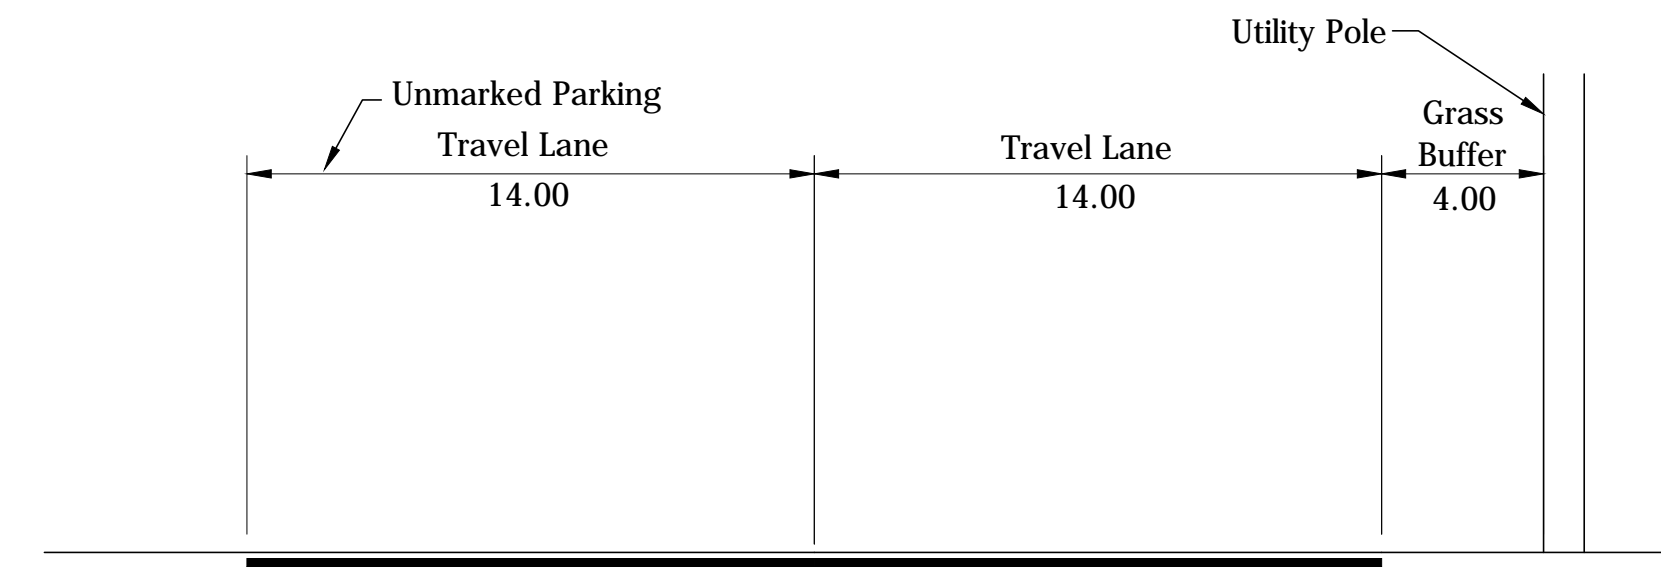 Utility Pole
Unmarked Parking
Travel Lane
14.00
Travel Lane
14.00
Grass
Buffer
4.00